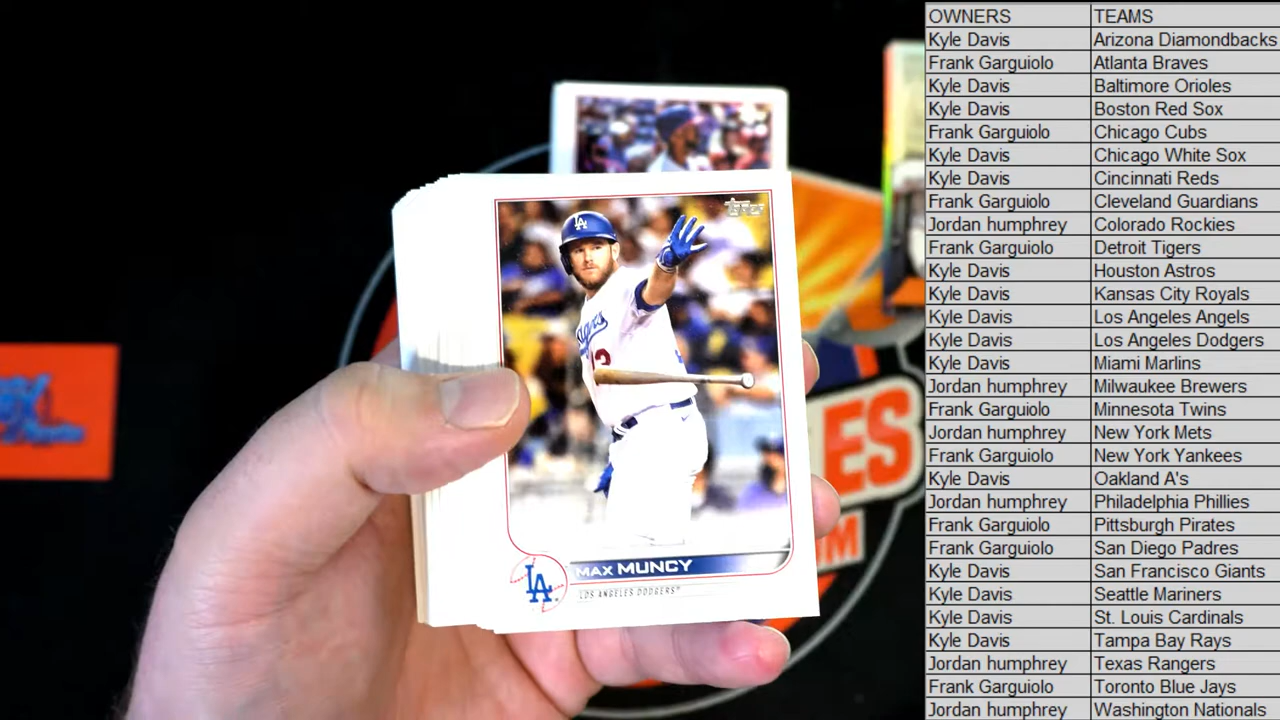 OWNERS TEAMS
Kyle Davis Arizona Diamondbacks
Frank Garguiolo Atlanta Braves
Kyle Davis Baltimore Orioles
Kyle Davis Boston Red Sox
Frank Garguiolo Chicago Cubs
Kyle Davis Chicago White Sox
Kyle Davis Cincinnati Reds
Frank Garguiolo Cleveland Guardians
Jordan humphrey Colorado Rockies
Frank Garguiolo Detroit Tigers
Kyle Davis Houston Astros
Kyle Davis Kansas City Royals
Kyle Davis Los Angeles Angels
Kyle Davis Los Angeles Dodgers
Kyle Davis Miami Marlins
Jordan humphrey Milwaukee Brewers
Frank Garguiolo Minnesota Twins
Jordan humphrey New York Mets
Frank Garguiolo New York Yankees
Kyle Davis Oakland A's
Jordan humphrey Philadelphia Phillies
Frank Garguiolo Pittsburgh Pirates
Frank Garguiolo San Diego Padres
Kyle Davis San Francisco Giants
Kyle Davis Seattle Mariners
Kyle Davis St. Louis Cardinals
Kyle Davis Tampa Bay Rays
Jordan humphrey Texas Rangers
Frank Garguiolo Toronto Blue Jays
Jordan humphrey Washington Nationals
Topps
LA
LA
MAX MUNCY
LOS ANGELES DODGERS